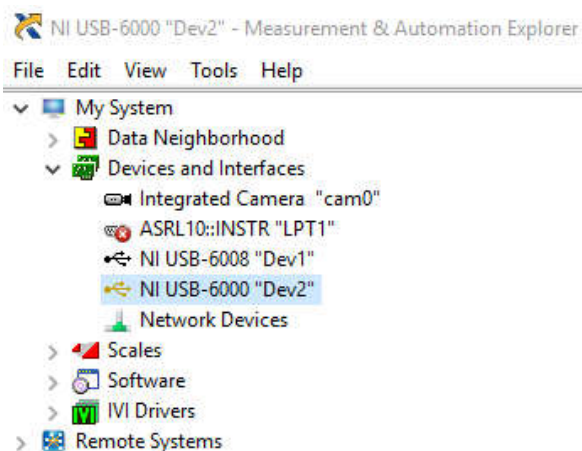 NI USB-6000 "Dev2" - Measurement & Automation Explorer
File Edit View Tools Help
My System
Data Neighborhood
Devices and Interfaces
Integrated Camera "cam0"
ASRL10::INSTR "LPT1"
NI USB-6008 "Dev1"
NI USB-6000 "Dev2"
Network Devices
Scales
Software
IVI Drivers
Remote Systems